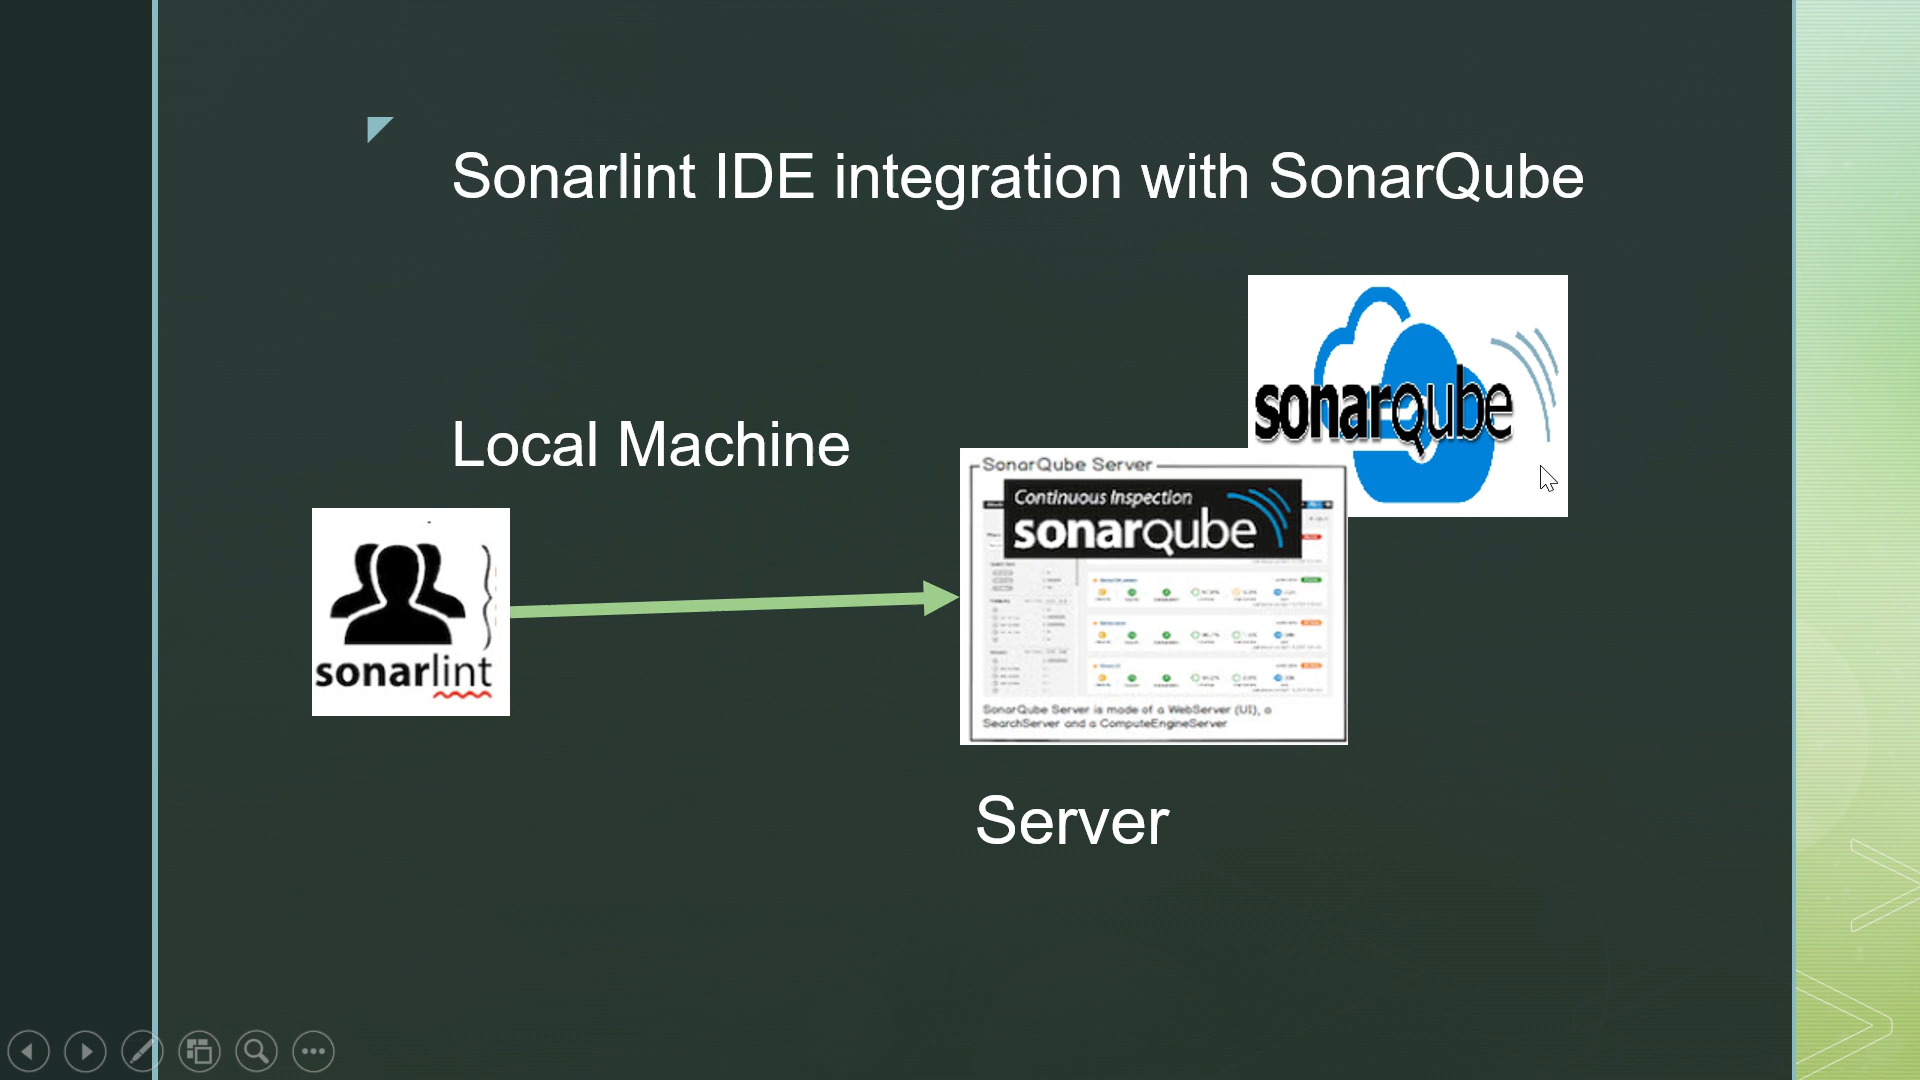 Sonarlint IDE integration with SonarQube
sonarqube
Local Machine
SonarQube Server
Continuous Inspection
sonarqube
sonarlint
SonarQube Server is made of a WebServer (UI), a
SearchServer and a ComputeEngineServer
Server